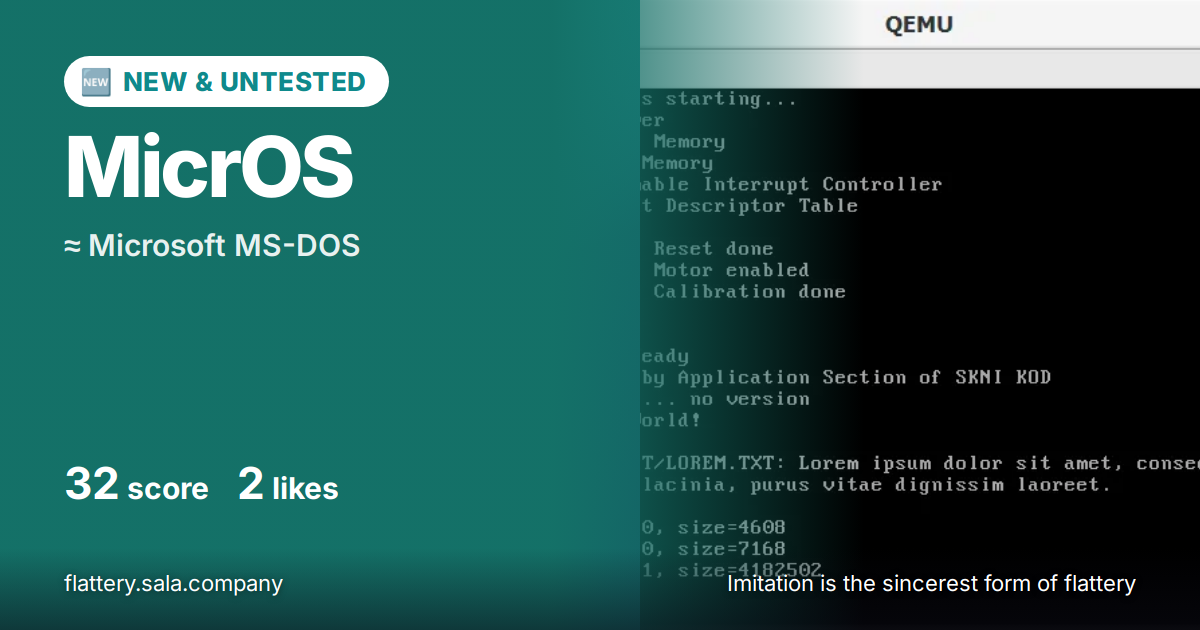 NEW NEW & UNTESTED
MicrOS
≈ Microsoft MS-DOS
32 score 2 likes
flattery.sala.company
QEMU
s starting...
er
Memory
Memory
able Interrupt Controller
t Descriptor Table
Reset done
Motor enabled
Calibration done
eady
by Application Section of SKNI KOD
... no version
orld!
T/LOREM.TXT: Lorem ipsum dolor sit amet, conse
lacinia, purus vitae dignissim laoreet.
0, size=4608
0, size=7168
1, size=4182502
Imitation is the sincerest form of flattery